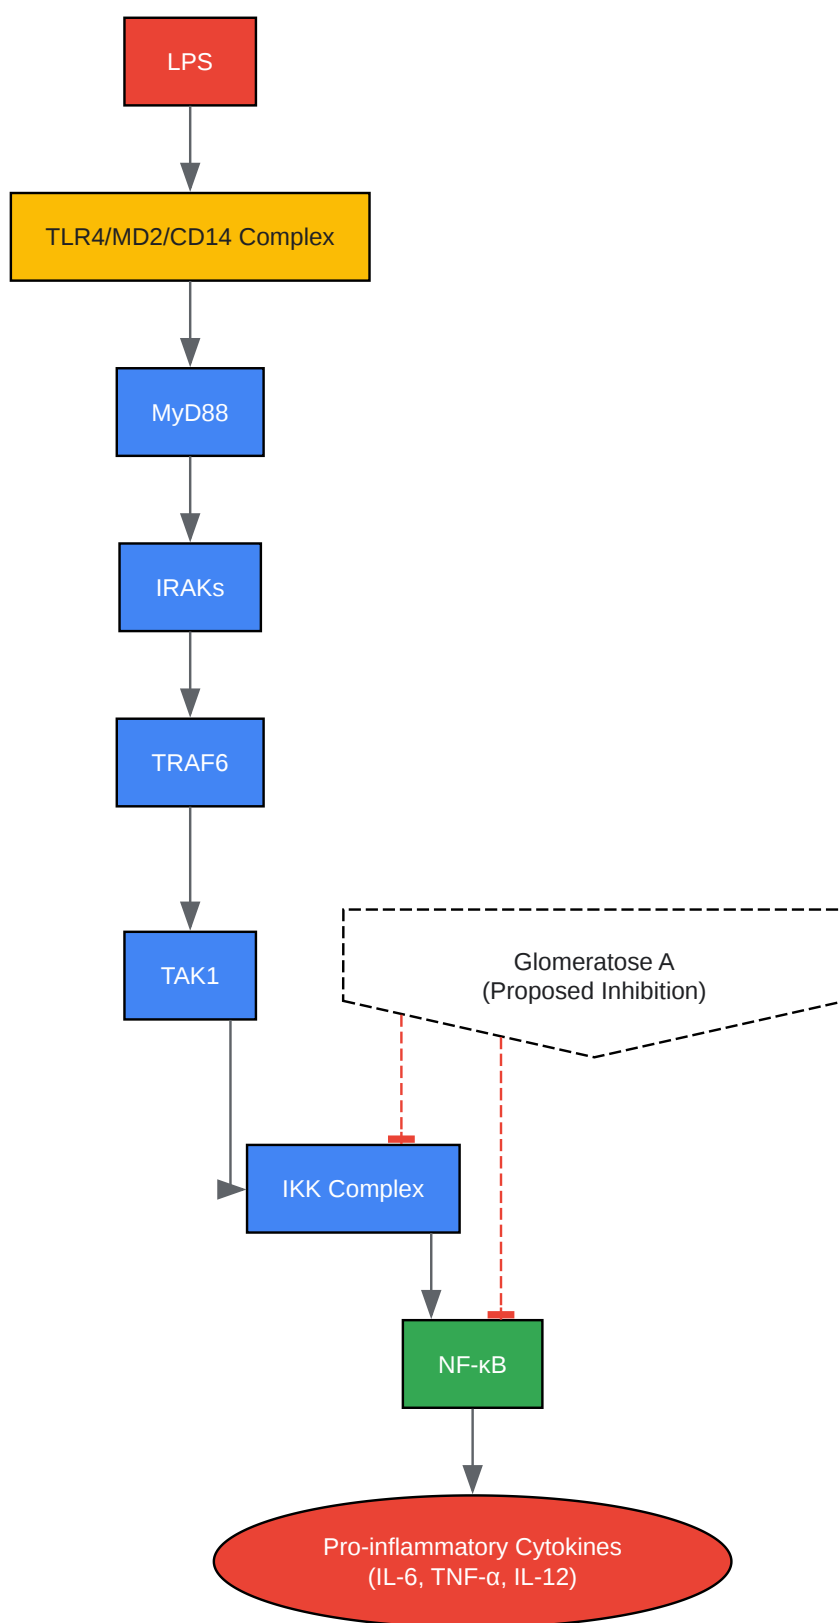 LPS
TLR4/MD2/CD14 Complex
MyD88
IRAKs
TRAF6
TAK1
Glomeratose A
(Proposed Inhibition)
IKK Complex
NF-κB
Pro-inflammatory Cytokines
(IL-6, TNF-α, IL-12)